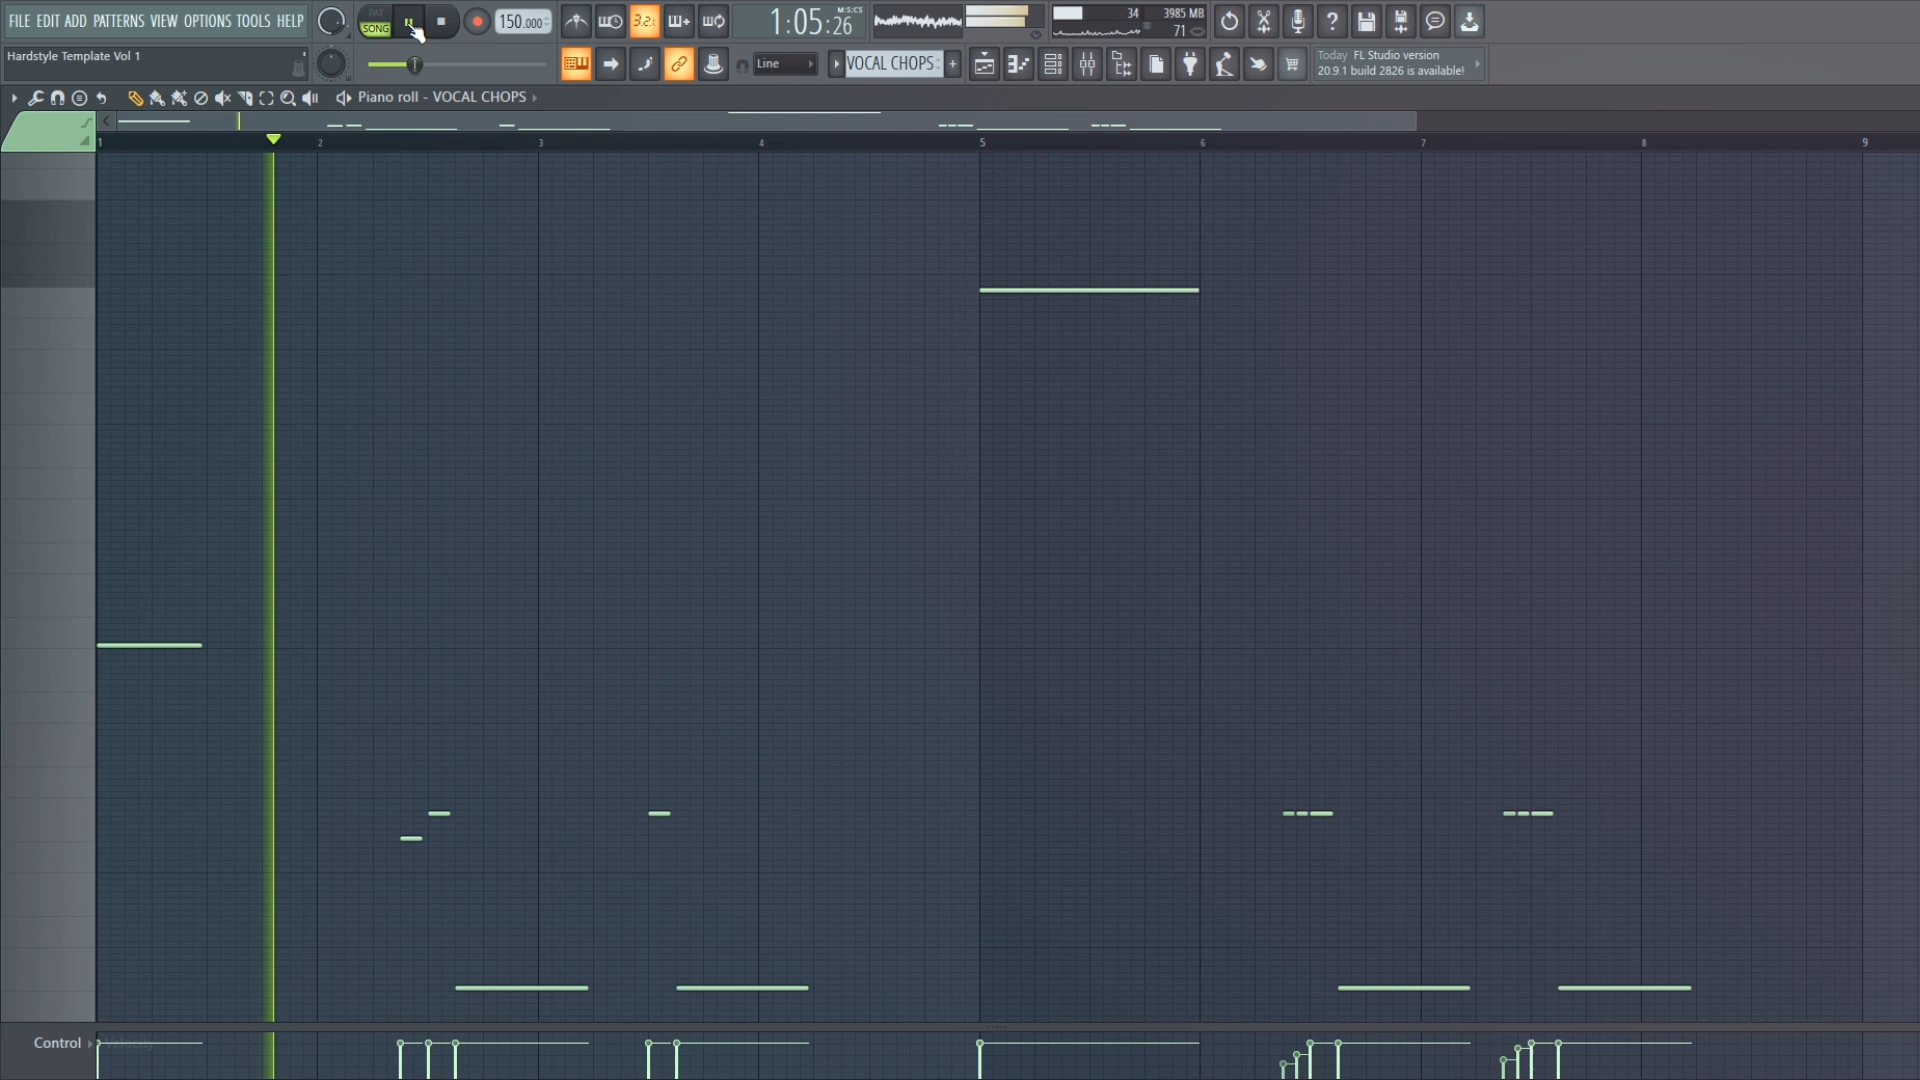 FILE EDIT ADD PATTERNS VIEW OPTIONS TOOLS HELP
PAT
SONG
150.000
3.2.
1:05:26
M:S:CS
34
3985 MB
71
Hardstyle Template Vol 1
Line
VOCAL CHOPS
+
Today FL Studio version
20.9.1 build 2826 is available!
Piano roll - VOCAL CHOPS
1 2 3 4 5 6 7 8 9
Control
Velocity